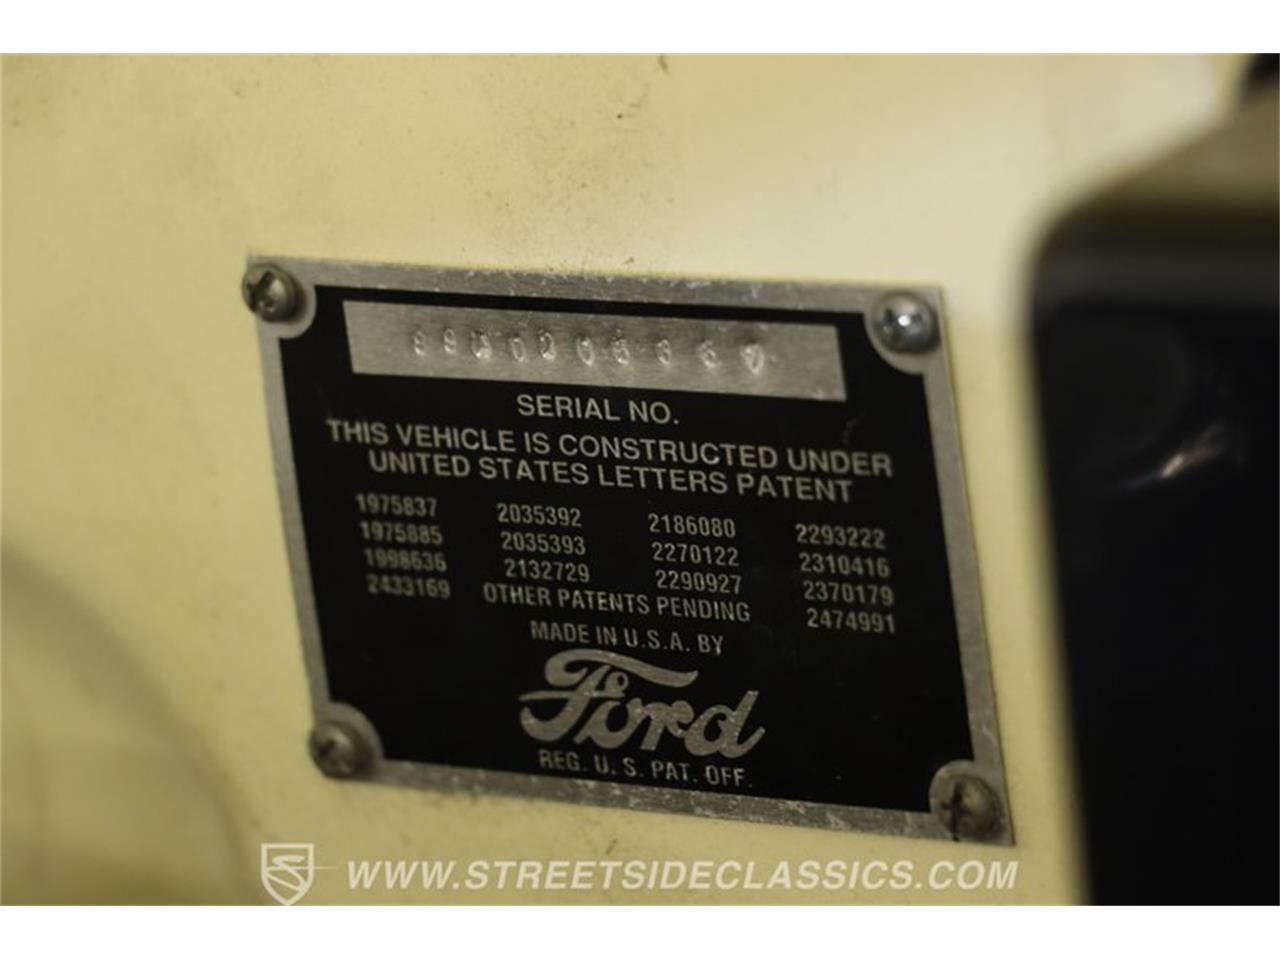 SERIAL NO.
THIS VEHICLE IS CONSTRUCTED UNDER
UNITED STATES LETTERS PATENT
1975837 2035392 2186080 2293222
1975885 2035393 2270122 2310416
1998636 2132729 2290927 2370179
2433169 OTHER PATENTS PENDING 2474991
MADE IN U.S.A. BY
Ford
REG. U. S. PAT. OFF.
WWW.STREETSIDECLASSICS.COM